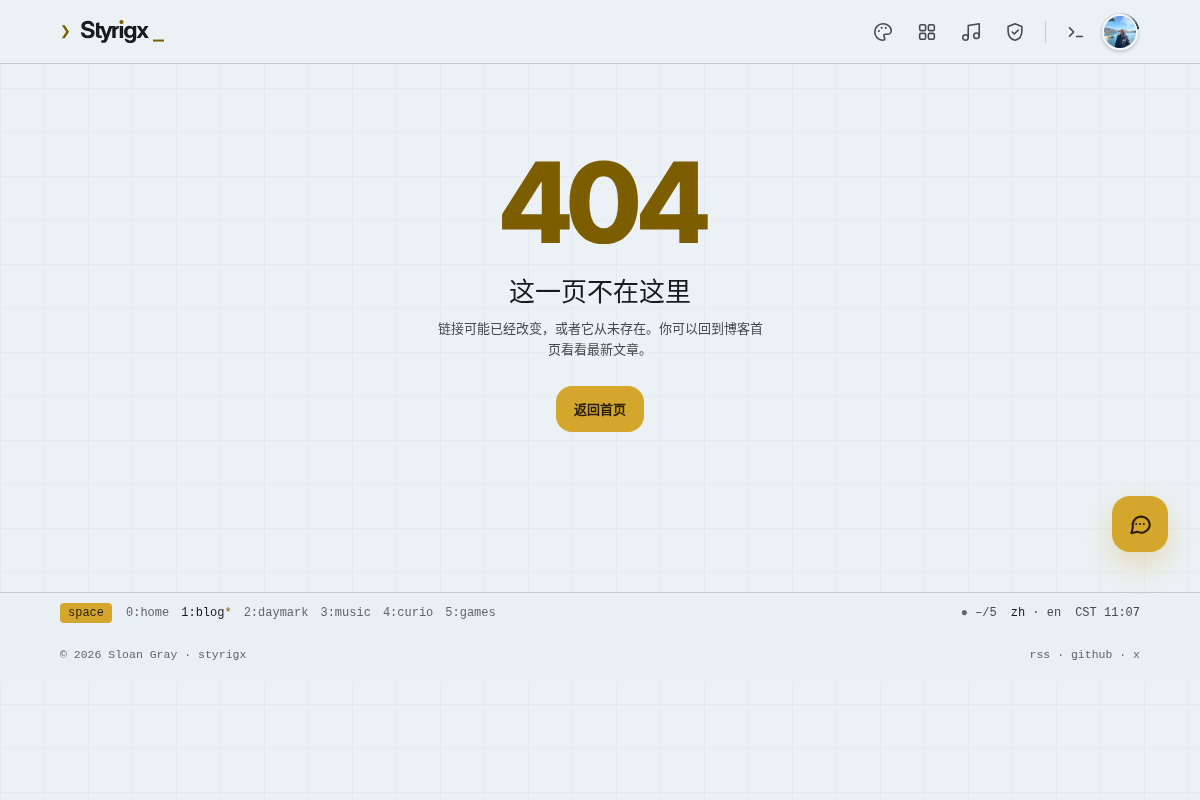 ❯ Styrigx _
404
这一页不在这里
链接可能已经改变，或者它从未存在。你可以回到博客首
页看看最新文章。
返回首页
space 0:home 1:blog* 2:daymark 3:music 4:curio 5:games ● –/5 zh · en CST 11:07
© 2026 Sloan Gray · styrigx rss · github · x